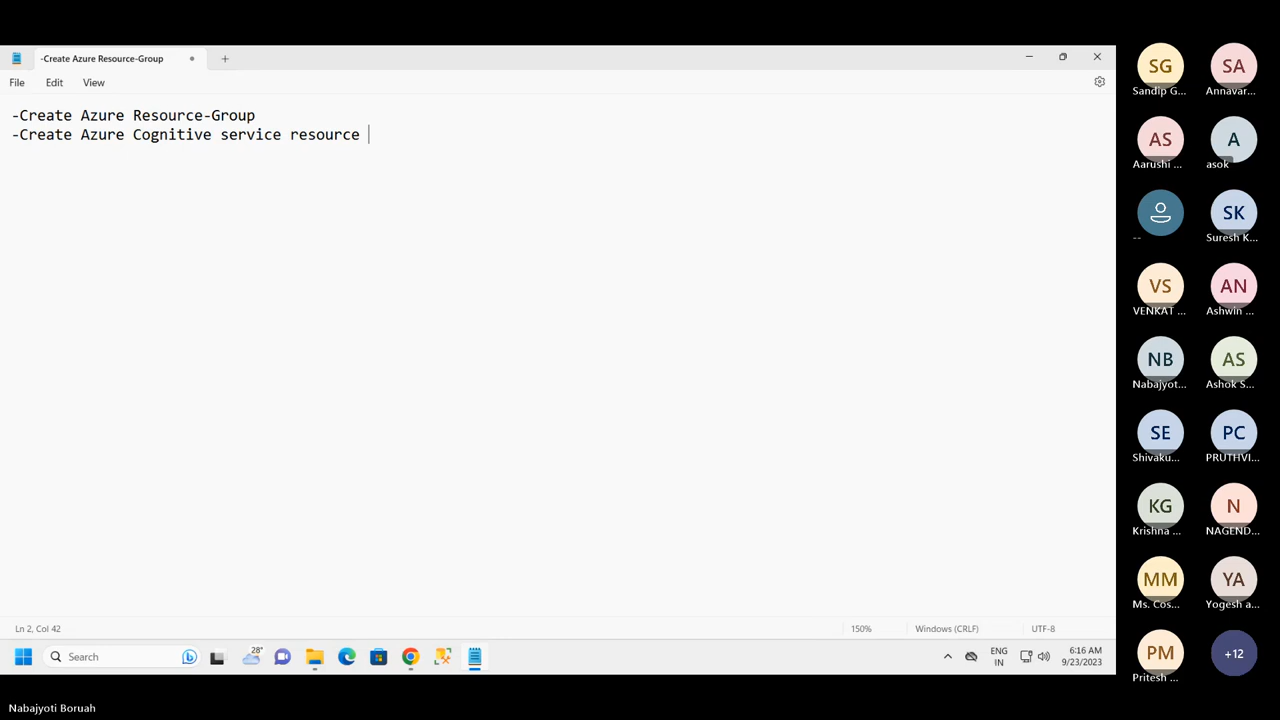 -Create Azure Resource-Group
File Edit View
-Create Azure Resource-Group
-Create Azure Cognitive service resource
Ln 2, Col 42
150%
Windows (CRLF)
UTF-8
Search
28°
ENG
IN
6:16 AM
9/23/2023
SG
Sandip G...
SA
Annavar...
AS
Aarushi ...
A
asok
--
SK
Suresh K...
VS
VENKAT ...
AN
Ashwin ...
NB
Nabajyot...
AS
Ashok S...
SE
Shivaku...
PC
PRUTHVI...
KG
Krishna ...
N
NAGEND...
MM
Ms. Cos...
YA
Yogesh a...
PM
Pritesh ...
+12
Nabajyoti Boruah